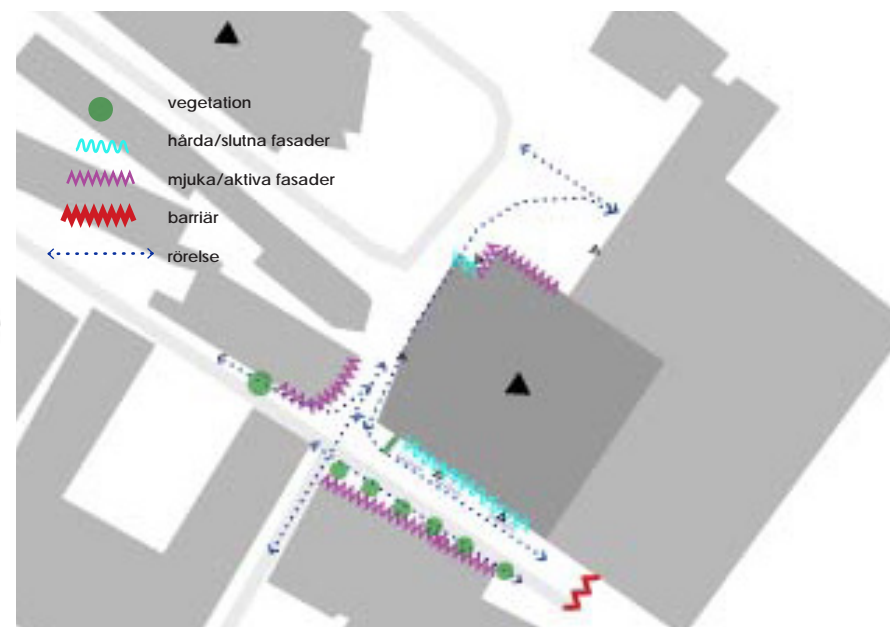 vegetation
hårda/slutna fasader
mjuka/aktiva fasader
barriär
rörelse